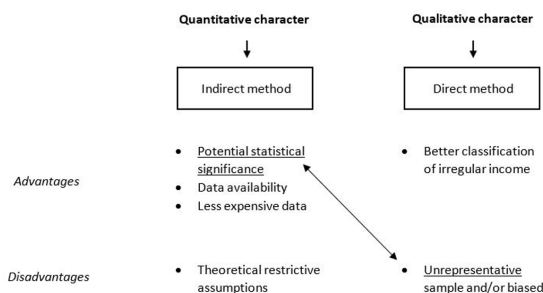 Quantitative character
Qualitative character
Indirect method
Direct method
Advantages
• Potential statistical
significance
• Data availability
• Less expensive data
• Better classification
of irregular income
Disadvantages
• Theoretical restrictive
assumptions
• Unrepresentative
sample and/or biased